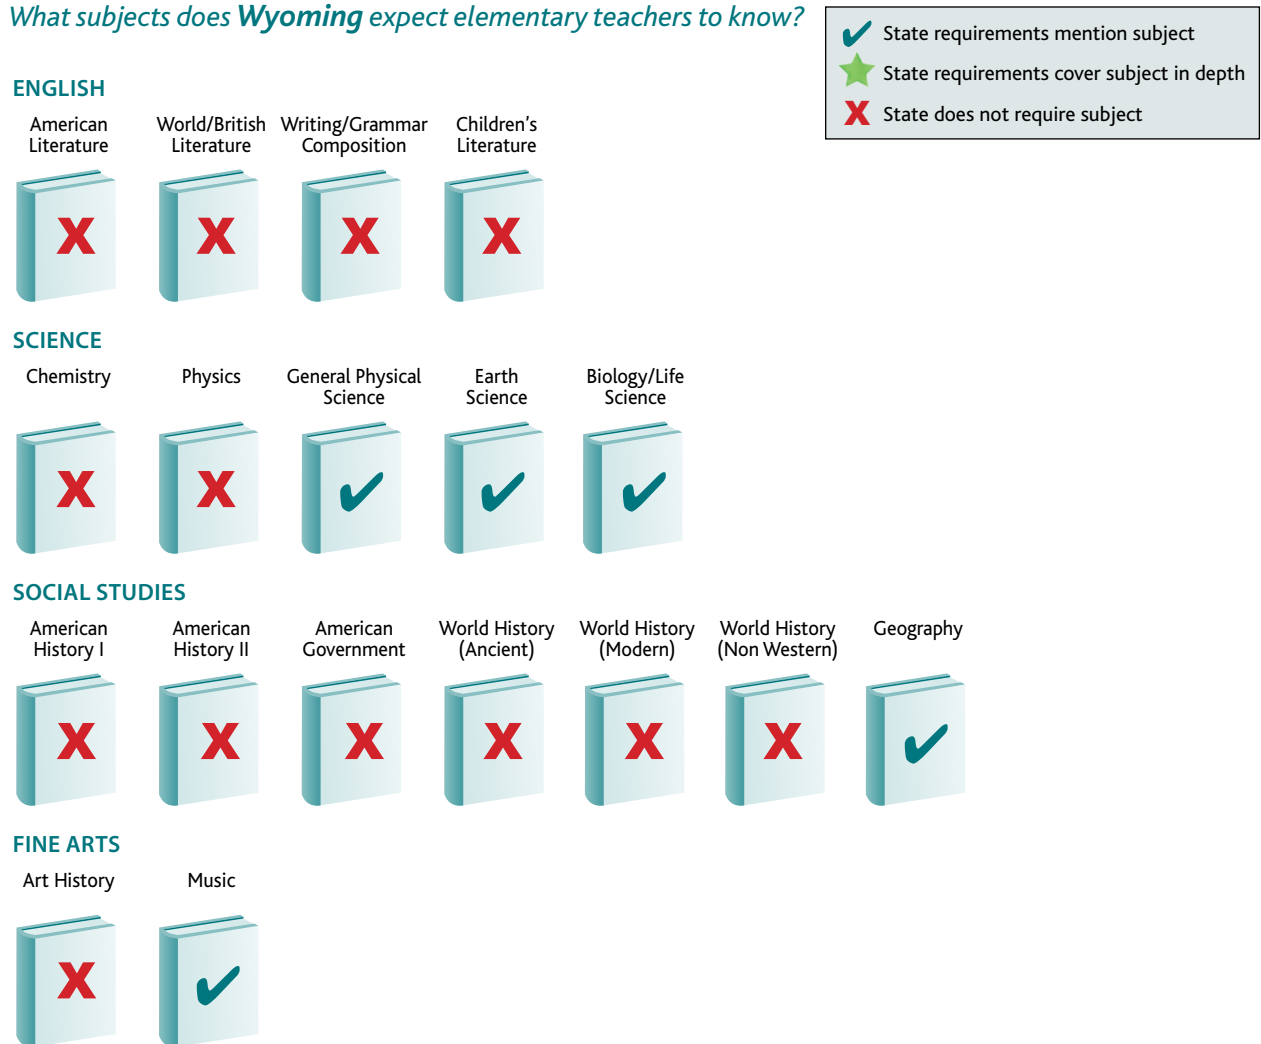 What subjects does Wyoming expect elementary teachers to know?
State requirements mention subject
State requirements cover subject in depth
State does not require subject
ENGLISH
American
Literature
World/British
Literature
Writing/Grammar
Composition
Children's
Literature
SCIENCE
Chemistry
Physics
General Physical
Science
Earth
Science
Biology/Life
Science
SOCIAL STUDIES
American
History I
American
History II
American
Government
World History
(Ancient)
World History
(Modern)
World History
(Non Western)
Geography
FINE ARTS
Art History
Music